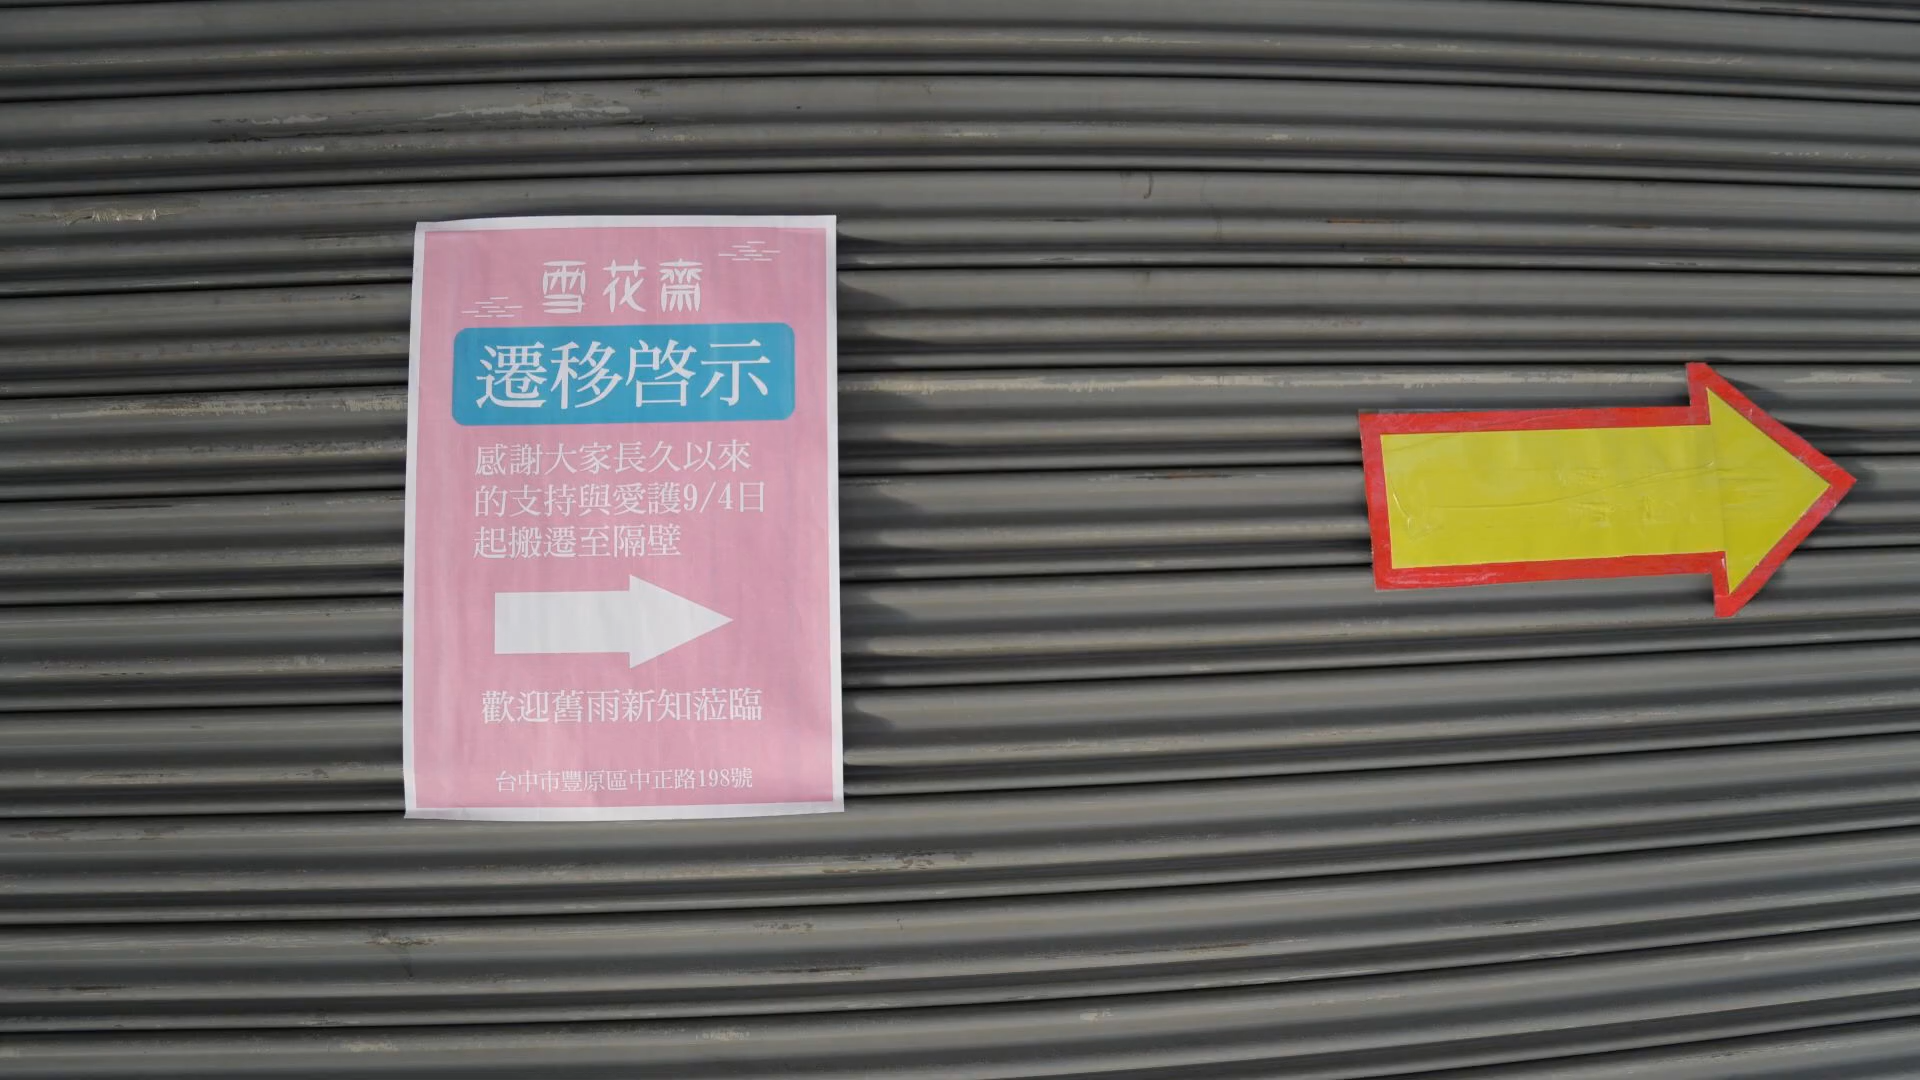 雪花齋
遷移啓示
感謝大家長久以來
的支持與愛護9/4日
起搬遷至隔壁
歡迎舊雨新知蒞臨
台中市豐原區中正路198號